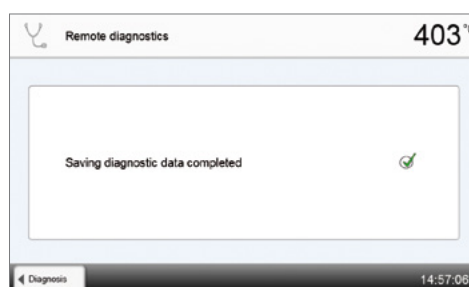 Remote diagnostics
403°
Saving diagnostic data completed
Diagnosis
14:57:06